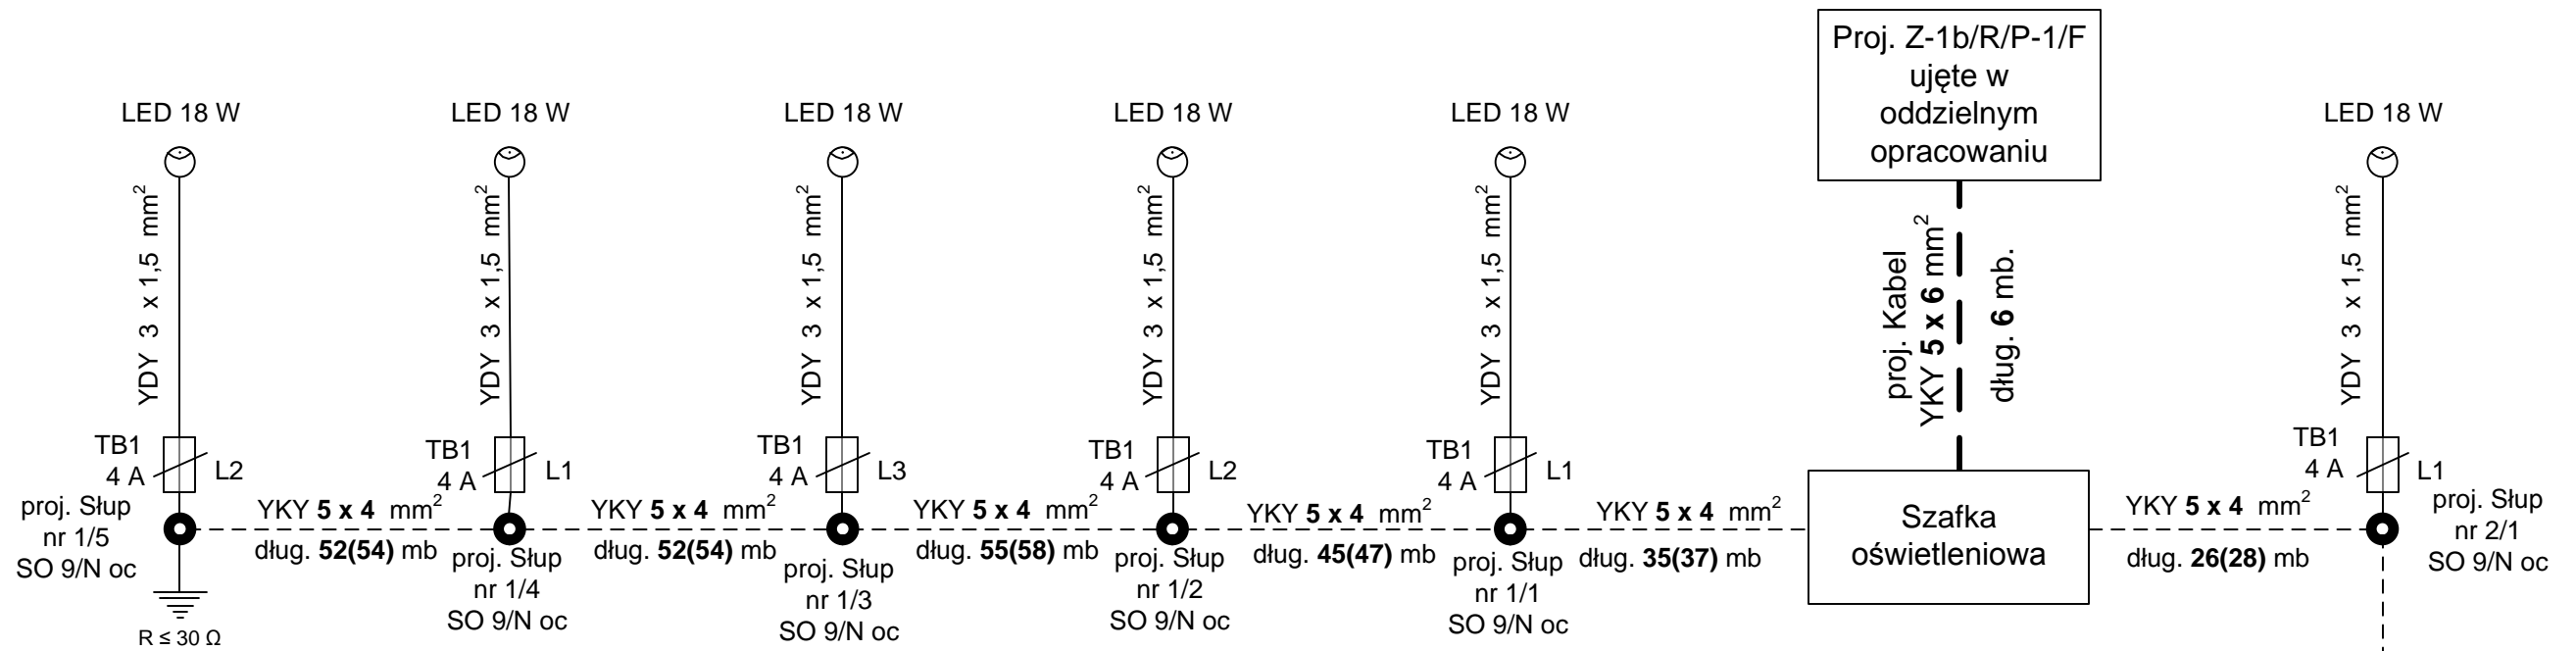 Proj. Z-1b/R/P-1/F
ujęte w
oddzielnym
opracowaniu
LED 18 W
LED 18 W
LED 18 W
LED 18 W
LED 18 W
LED 18 W
YDY 3 x 1,5 mm²
YDY 3 x 1,5 mm²
YDY 3 x 1,5 mm²
YDY 3 x 1,5 mm²
YDY 3 x 1,5 mm²
proj. Kabel
YKY 5 x 6 mm²
dług. 6 mb.
YDY 3 x 1,5 mm²
TB1
4 A
L2
TB1
4 A
L1
TB1
4 A
L3
TB1
4 A
L2
TB1
4 A
L1
TB1
4 A
L1
proj. Słup
nr 1/5
SO 9/N oc
YKY 5 x 4 mm²
dług. 52(54) mb
proj. Słup
nr 1/4
SO 9/N oc
YKY 5 x 4 mm²
dług. 52(54) mb
proj. Słup
nr 1/3
SO 9/N oc
YKY 5 x 4 mm²
dług. 55(58) mb
proj. Słup
nr 1/2
SO 9/N oc
YKY 5 x 4 mm²
dług. 45(47) mb
proj. Słup
nr 1/1
SO 9/N oc
YKY 5 x 4 mm²
dług. 35(37) mb
Szafka
oświetleniowa
YKY 5 x 4 mm²
dług. 26(28) mb
proj. Słup
nr 2/1
SO 9/N oc
R ≤ 30 Ω